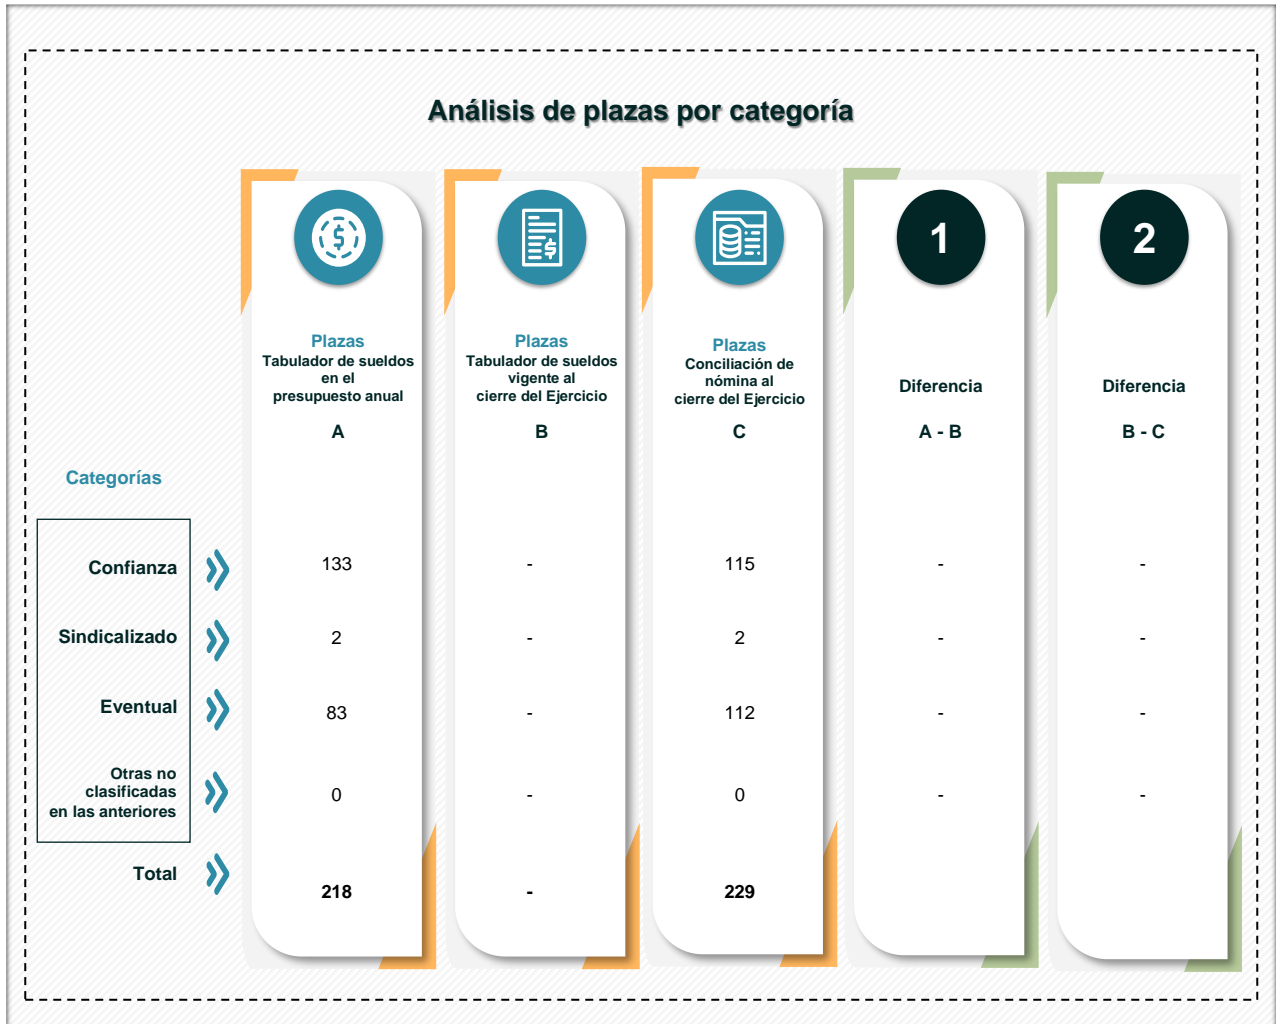 Análisis de plazas por categoría
1
2
Plazas
Tabulador de sueldos
en el
presupuesto anual
A
Plazas
Tabulador de sueldos
vigente al
cierre del Ejercicio
B
Plazas
Conciliación de
nómina al
cierre del Ejercicio
C
Diferencia
A - B
Diferencia
B - C
Categorías
Confianza
133
-
115
-
-
Sindicalizado
2
-
2
-
-
Eventual
83
-
112
-
-
Otras no
clasificadas
en las anteriores
0
-
0
-
-
Total
218
-
229